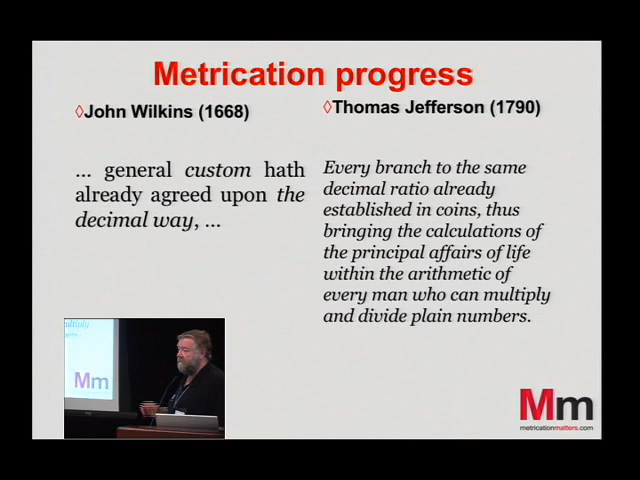 Metrication progress
◊John Wilkins (1668)
... general custom hath
already agreed upon the
decimal way, ...
◊Thomas Jefferson (1790)
Every branch to the same
decimal ratio already
established in coins, thus
bringing the calculations of
the principal affairs of life
within the arithmetic of
every man who can multiply
and divide plain numbers.
multiply
Mm
Mm
metricationmatters.com